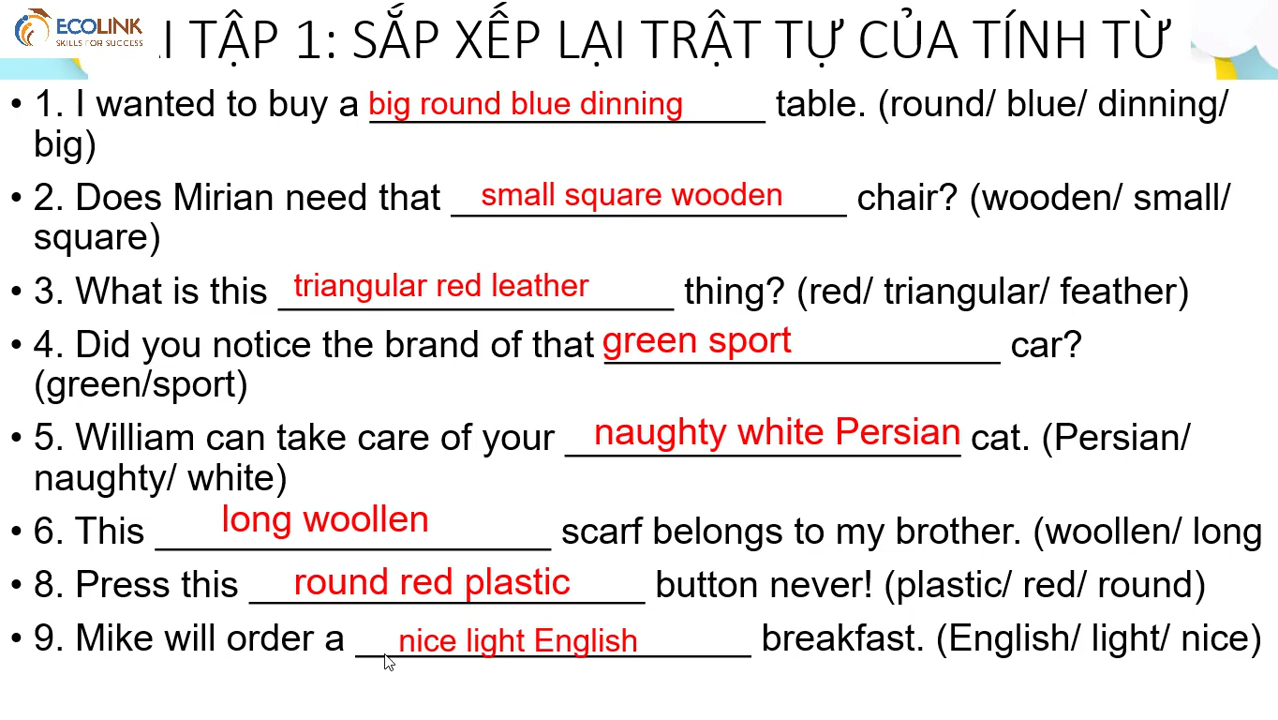 ECOLINK
SKILLS FOR SUCCESS
I TẬP 1: SẮP XẾP LẠI TRẬT TỰ CỦA TÍNH TỪ
• 1. I wanted to buy a big round blue dinning table. (round/ blue/ dinning/
big)
• 2. Does Mirian need that small square wooden chair? (wooden/ small/
square)
• 3. What is this triangular red leather thing? (red/ triangular/ feather)
• 4. Did you notice the brand of that green sport car?
(green/sport)
• 5. William can take care of your naughty white Persian cat. (Persian/
naughty/ white)
• 6. This long woollen scarf belongs to my brother. (woollen/ long
• 8. Press this round red plastic button never! (plastic/ red/ round)
• 9. Mike will order a nice light English breakfast. (English/ light/ nice)